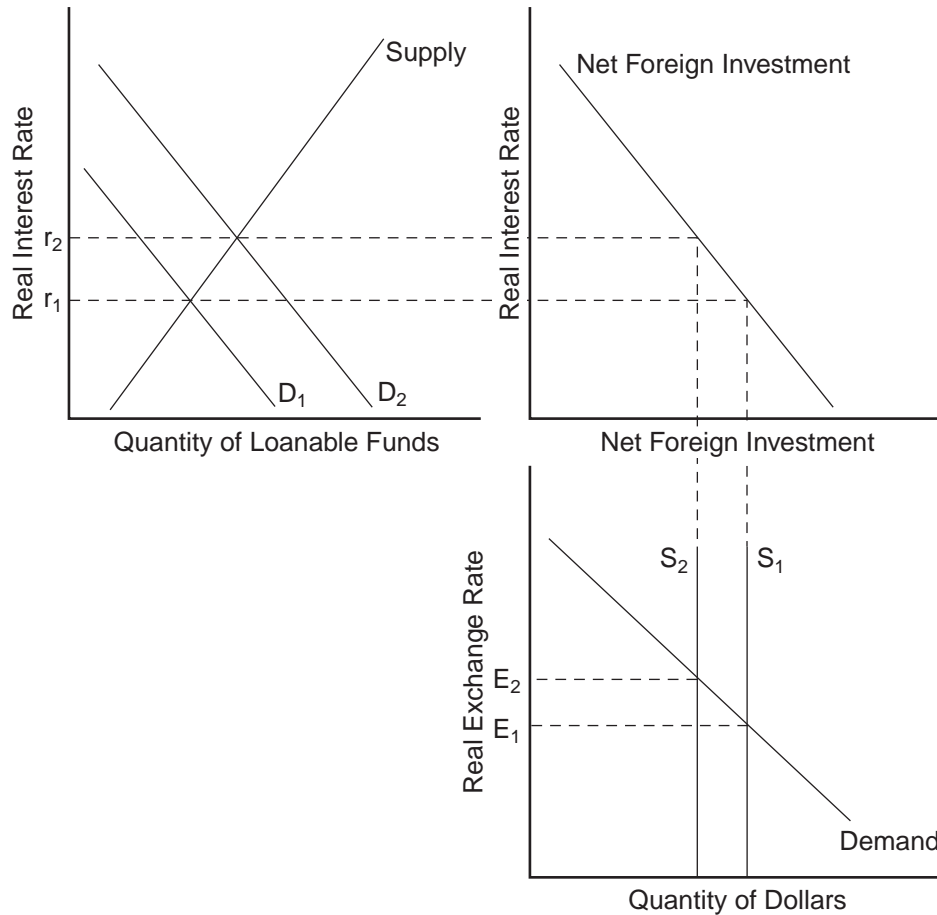 Supply
Real Interest Rate
r2
r1
D1
D2
Quantity of Loanable Funds
Net Foreign Investment
Real Interest Rate
Net Foreign Investment
S2
S1
Real Exchange Rate
E2
E1
Demand
Quantity of Dollars